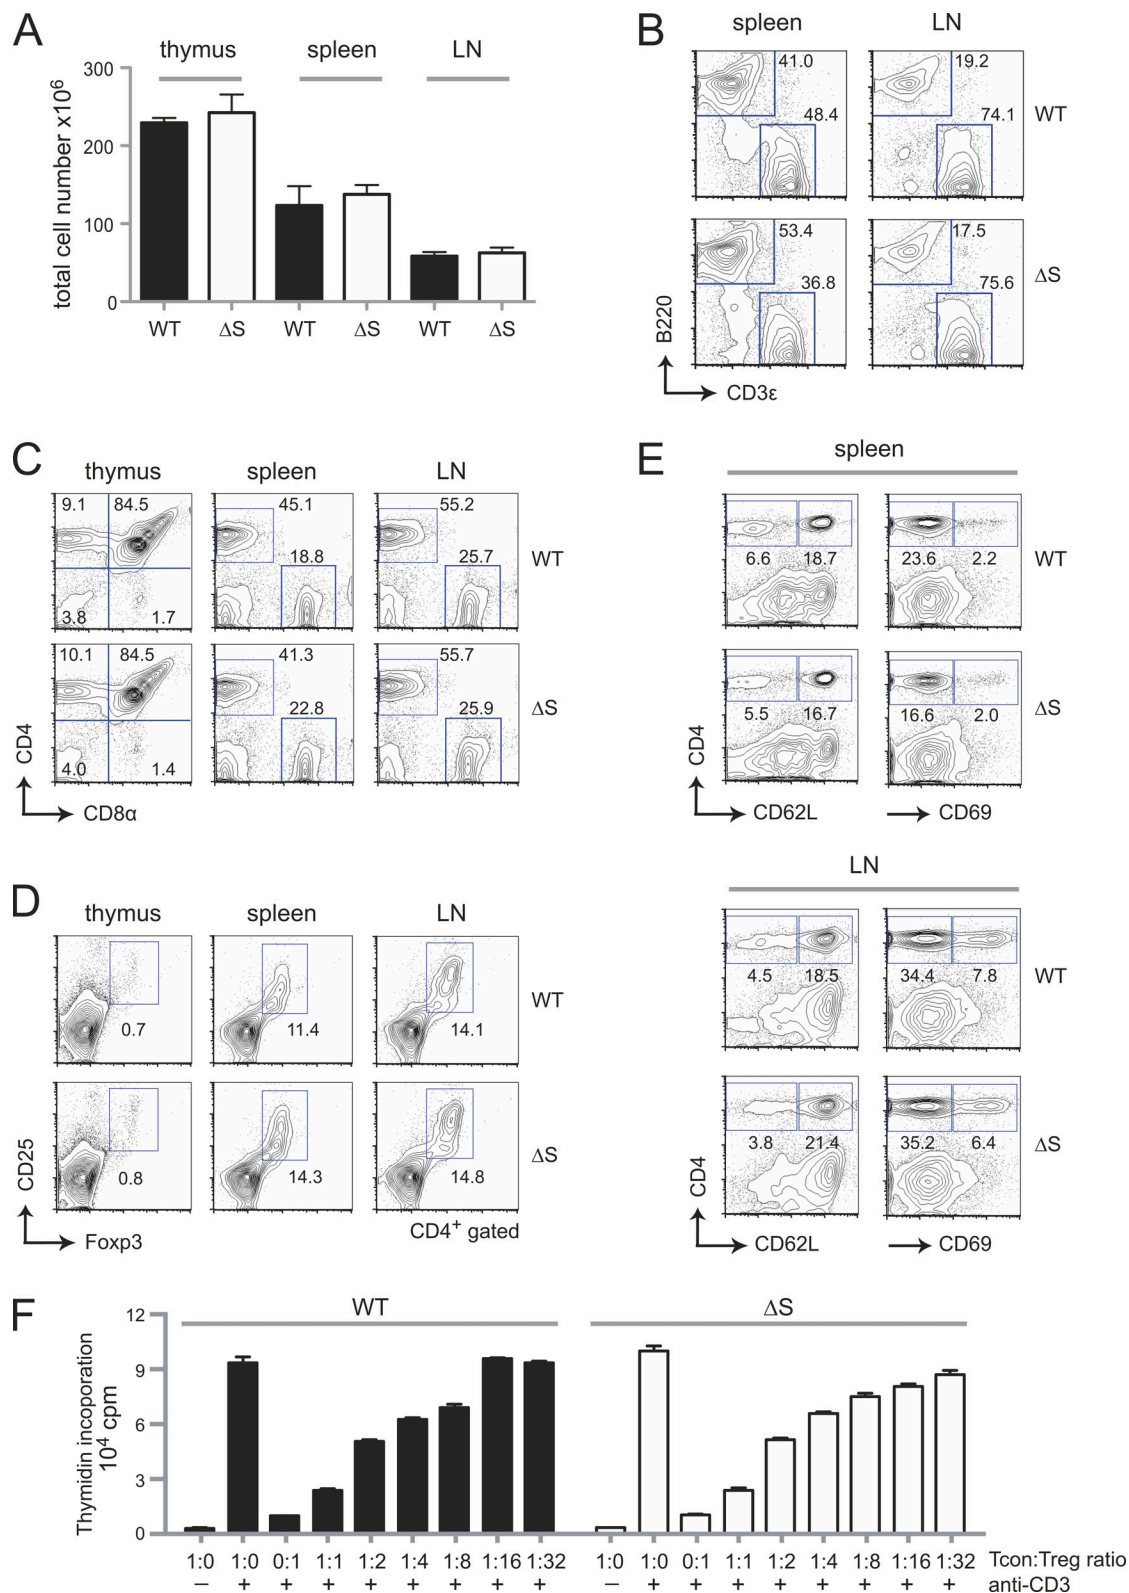 A
thymus spleen LN
total cell number x10⁶
300
200
100
0
WT ΔS WT ΔS WT ΔS
B
spleen LN
41.0 19.2
48.4 74.1
WT
53.4 17.5
36.8 75.6
ΔS
B220
CD3ε
C
thymus spleen LN
9.1 84.5 45.1 55.2
18.8 25.7
WT
3.8 1.7
10.1 84.5 41.3 55.7
22.8 25.9
ΔS
4.0 1.4
CD4
CD8α
D
thymus spleen LN
WT
0.7 11.4 14.1
ΔS
0.8 14.3 14.8
CD25
Foxp3
CD4⁺ gated
E
spleen
6.6 18.7 23.6 2.2
WT
5.5 16.7 16.6 2.0
ΔS
CD4
CD62L CD69
LN
4.5 18.5 34.4 7.8
WT
3.8 21.4 35.2 6.4
ΔS
CD4
CD62L CD69
F
WT ΔS
Thymidin incoporation
10⁴ cpm
12
9
6
3
0
1:0 1:0 0:1 1:1 1:2 1:4 1:8 1:16 1:32 1:0 1:0 0:1 1:1 1:2 1:4 1:8 1:16 1:32 Tcon:Treg ratio
– + + + + + + + + – + + + + + + + + anti-CD3